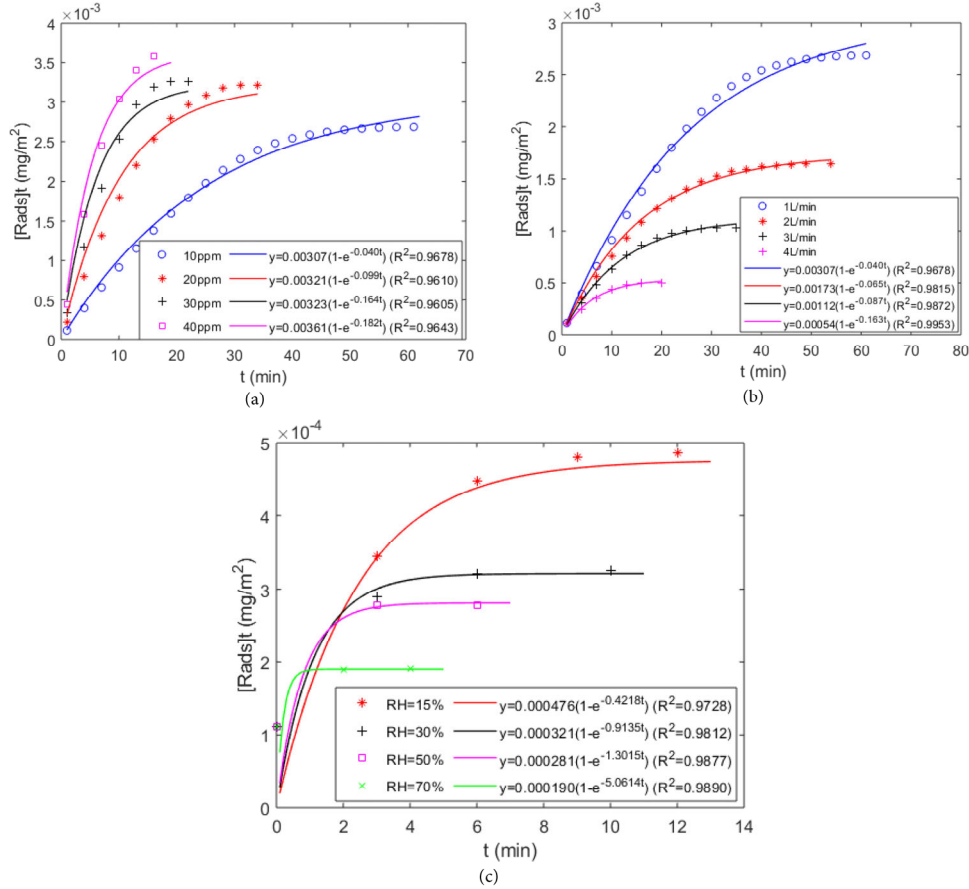 ×10⁻³
4
3.5
3
2.5
2
1.5
1
0.5
0
[Rads]t (mg/m²)
10ppm y=0.00307(1-e^-0.040t) (R²=0.9678)
20ppm y=0.00321(1-e^-0.099t) (R²=0.9610)
30ppm y=0.00323(1-e^-0.164t) (R²=0.9605)
40ppm y=0.00361(1-e^-0.182t) (R²=0.9643)
0 10 20 30 40 50 60 70
t (min)
(a)
×10⁻³
3
2.5
2
1.5
1
0.5
0
[Rads]t (mg/m²)
1L/min
2L/min
3L/min
4L/min
y=0.00307(1-e^-0.040t) (R²=0.9678)
y=0.00173(1-e^-0.065t) (R²=0.9815)
y=0.00112(1-e^-0.087t) (R²=0.9872)
y=0.00054(1-e^-0.163t) (R²=0.9953)
0 10 20 30 40 50 60 70 80
t (min)
(b)
×10⁻⁴
5
4
3
2
1
0
[Rads]t (mg/m²)
RH=15% y=0.000476(1-e^-0.4218t) (R²=0.9728)
RH=30% y=0.000321(1-e^-0.9135t) (R²=0.9812)
RH=50% y=0.000281(1-e^-1.3015t) (R²=0.9877)
RH=70% y=0.000190(1-e^-5.0614t) (R²=0.9890)
0 2 4 6 8 10 12 14
t (min)
(c)